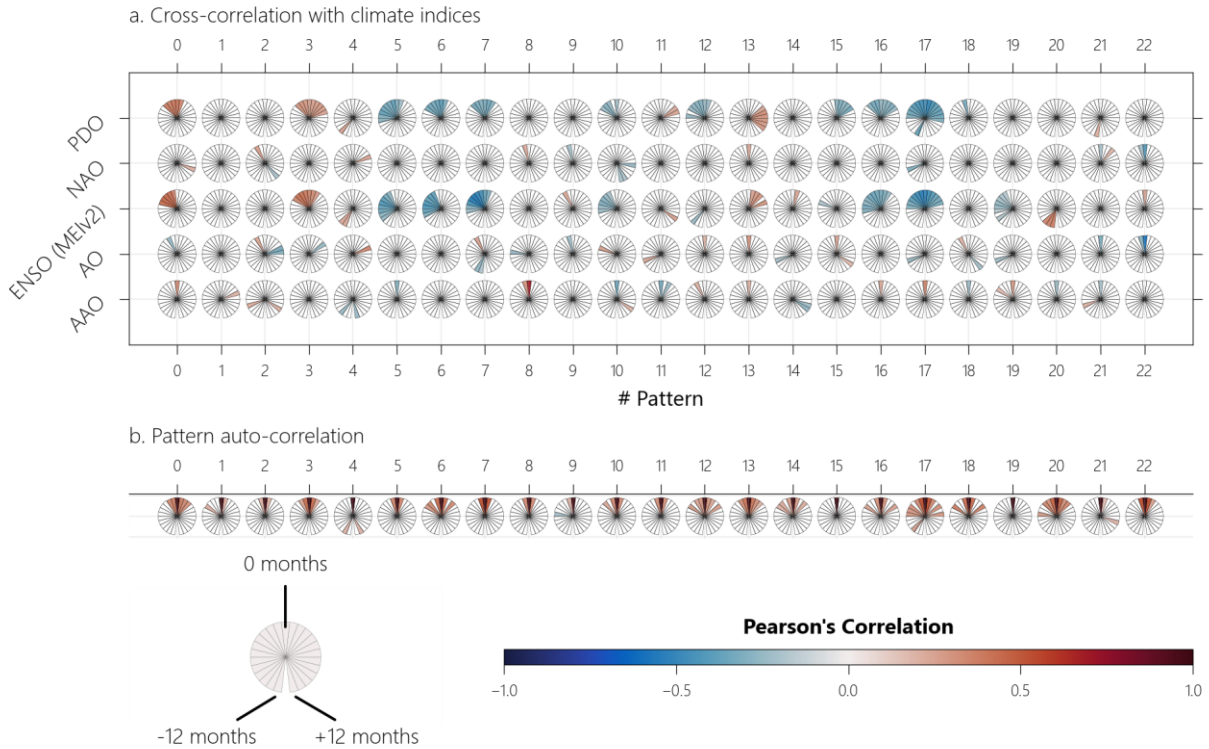 a. Cross-correlation with climate indices
0 1 2 3 4 5 6 7 8 9 10 11 12 13 14 15 16 17 18 19 20 21 22
PDO
NAO
ENSO (MEIv2)
AO
AAO
0 1 2 3 4 5 6 7 8 9 10 11 12 13 14 15 16 17 18 19 20 21 22
# Pattern
b. Pattern auto-correlation
0 1 2 3 4 5 6 7 8 9 10 11 12 13 14 15 16 17 18 19 20 21 22
0 months
-12 months
+12 months
Pearson's Correlation
−1.0 −0.5 0.0 0.5 1.0